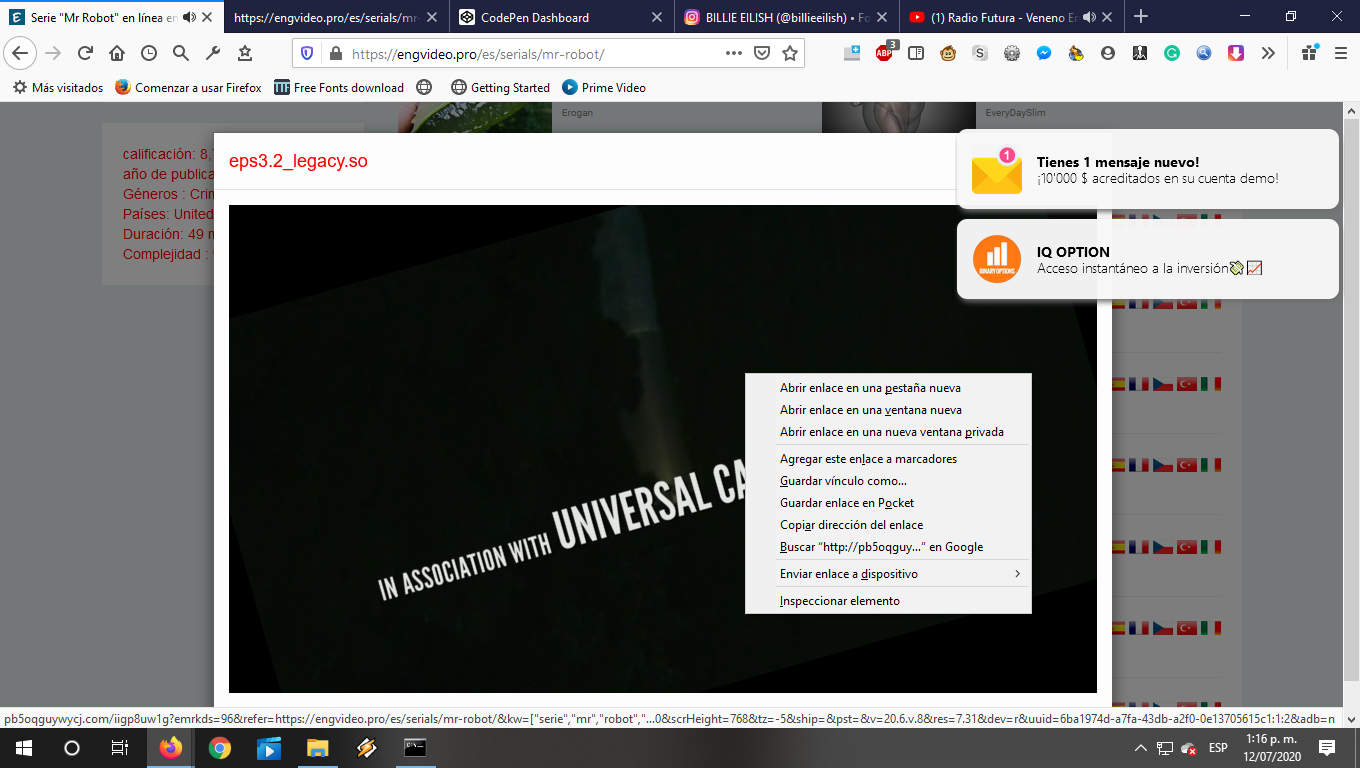 Serie "Mr Robot" en línea en
https://engvideo.pro/es/serials/mr-
CodePen Dashboard
BILLIE EILISH (@billieeilish) • Fo
(1) Radio Futura - Veneno En
https://engvideo.pro/es/serials/mr-robot/
ABP
3
S
G
Más visitados
Comenzar a usar Firefox
Free Fonts download
Getting Started
Prime Video
Erogan
EveryDaySlim
calificación: 8,
año de publica
Géneros : Crim
Países: United
Duración: 49 m
Complejidad :
eps3.2_legacy.so
1
Tienes 1 mensaje nuevo!
¡10'000 $ acreditados en su cuenta demo!
BINARY OPTIONS
IQ OPTION
Acceso instantáneo a la inversión
IN ASSOCIATION WITH UNIVERSAL CA
Abrir enlace en una pestaña nueva
Abrir enlace en una ventana nueva
Abrir enlace en una nueva ventana privada
Agregar este enlace a marcadores
Guardar vínculo como...
Guardar enlace en Pocket
Copiar dirección del enlace
Buscar “http://pb5oqguy...” en Google
Enviar enlace a dispositivo
Inspeccionar elemento
pb5oqguywycj.com/iigp8uw1g?emrkds=96&refer=https://engvideo.pro/es/serials/mr-robot/&kw=["serie","mr","robot","...0&scrHeight=768&tz=-5&ship=&pst=&v=20.6.v.8&res=7.31&dev=r&uuid=6ba1974d-a7fa-43db-a2f0-0e13705615c1:1:2&adb=n
ESP
1:16 p. m.
12/07/2020